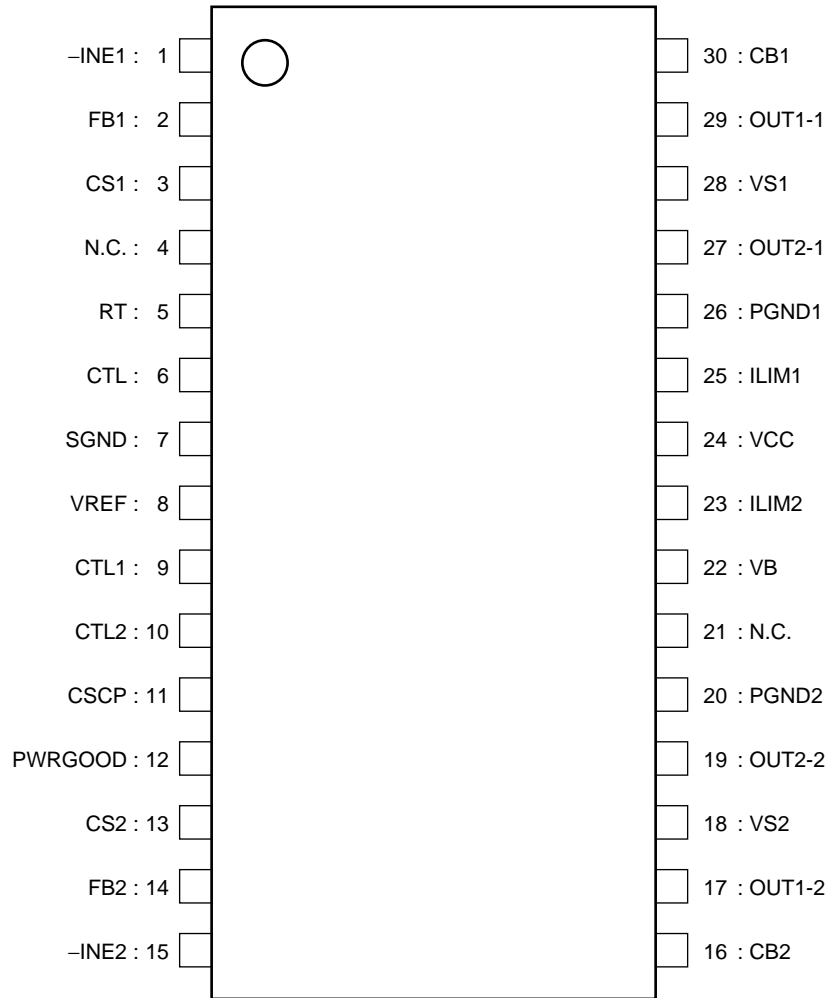 −INE1 : 1
FB1 : 2
CS1 : 3
N.C. : 4
RT : 5
CTL : 6
SGND : 7
VREF : 8
CTL1 : 9
CTL2 : 10
CSCP : 11
PWRGOOD : 12
CS2 : 13
FB2 : 14
−INE2 : 15
30 : CB1
29 : OUT1-1
28 : VS1
27 : OUT2-1
26 : PGND1
25 : ILIM1
24 : VCC
23 : ILIM2
22 : VB
21 : N.C.
20 : PGND2
19 : OUT2-2
18 : VS2
17 : OUT1-2
16 : CB2